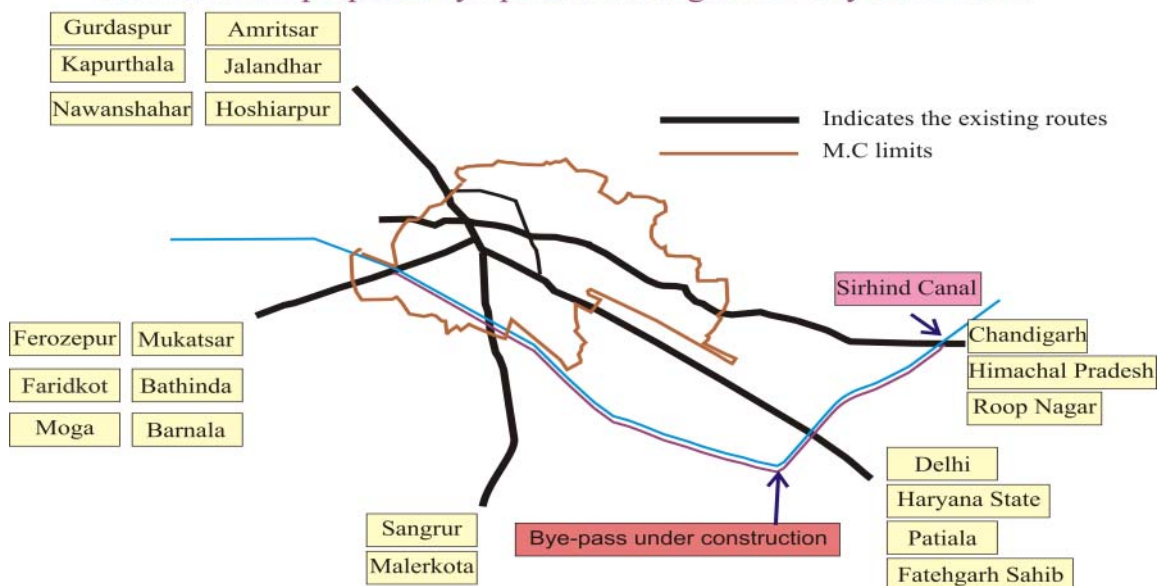 Gurdaspur Amritsar
Kapurthala Jalandhar
Nawanshahar Hoshiarpur
Indicates the existing routes
M.C limits
Sirhind Canal
Ferozepur Mukatsar
Faridkot Bathinda
Moga Barnala
Chandigarh
Himachal Pradesh
Roop Nagar
Delhi
Haryana State
Patiala
Fatehgarh Sahib
Sangrur
Malerkota
Bye-pass under construction